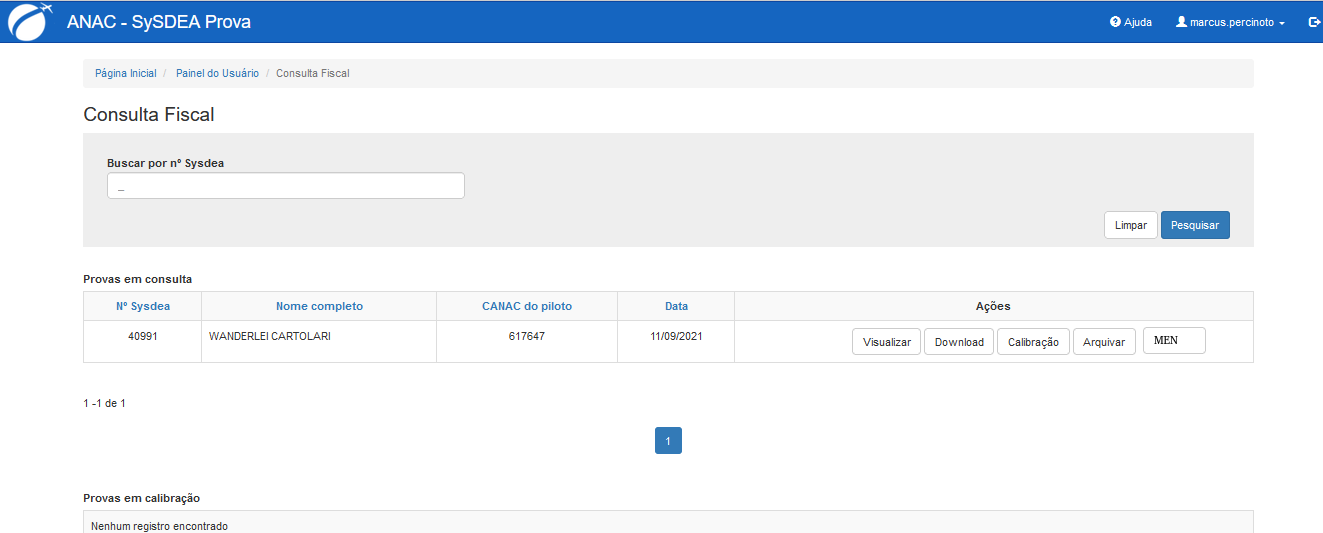 ANAC - SySDEA Prova
Ajuda marcus.percinoto
Página Inicial / Painel do Usuário / Consulta Fiscal
Consulta Fiscal
Buscar por nº Sysdea
_
Limpar Pesquisar
Provas em consulta
Nº Sysdea Nome completo CANAC do piloto Data Ações
40991 WANDERLEI CARTOLARI 617647 11/09/2021 Visualizar Download Calibração Arquivar MEN
1 -1 de 1
1
Provas em calibração
Nenhum registro encontrado